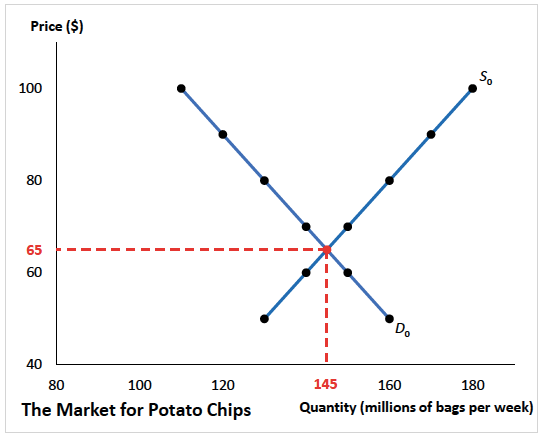 Price ($)
100
S₀
80
65
60
D₀
40
80 100 120 145 160 180
The Market for Potato Chips
Quantity (millions of bags per week)